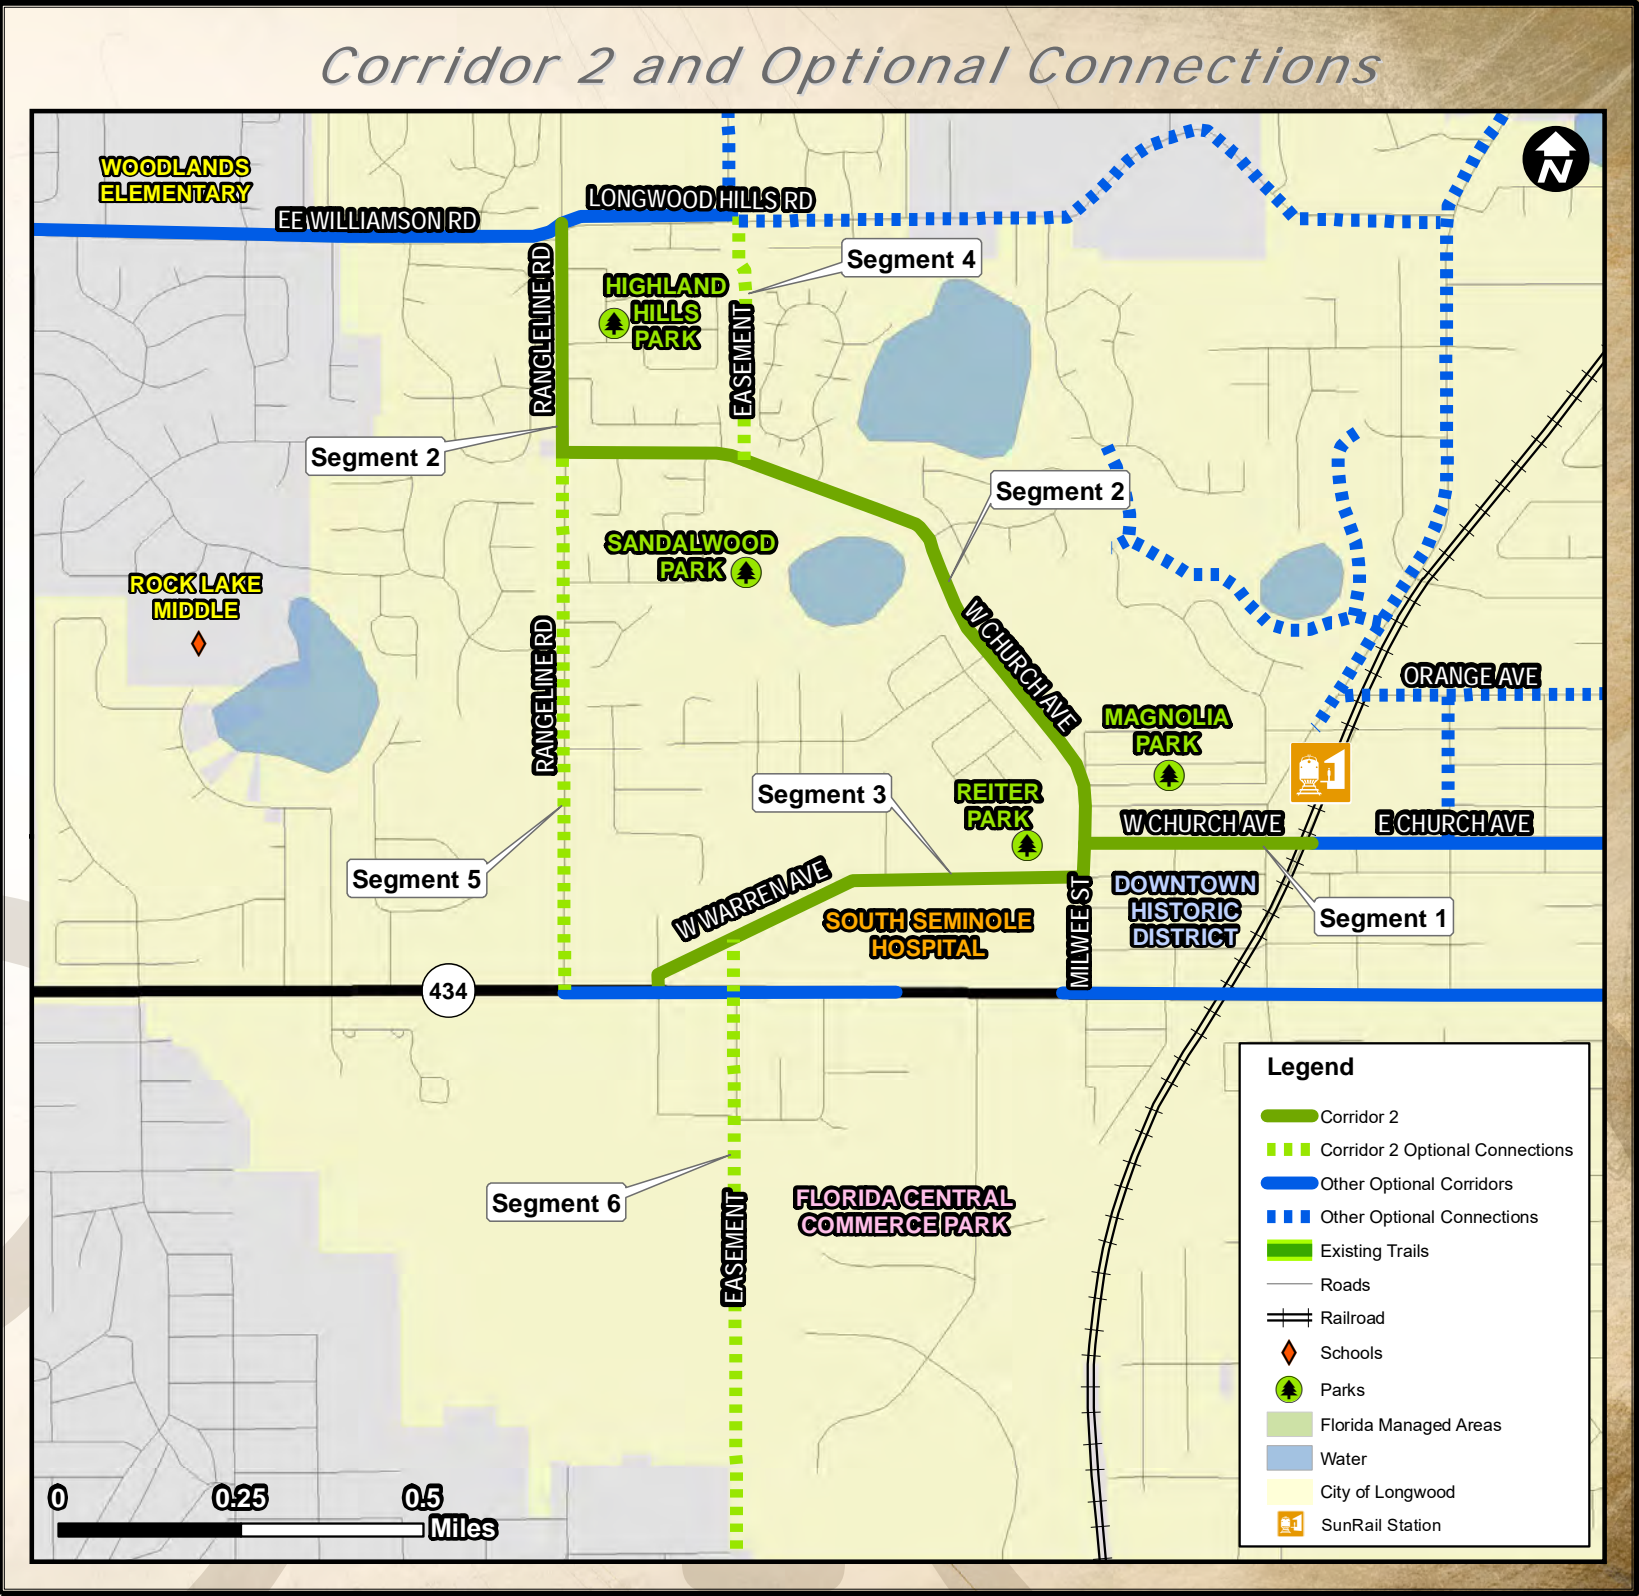 Corridor 2 and Optional Connections
WOODLANDS
ELEMENTARY
EE WILLIAMSON RD
LONGWOOD HILLS RD
N
Segment 4
RANGLELINE RD
HIGHLAND
HILLS
PARK
EASEMENT
Segment 2
Segment 2
SANDALWOOD
PARK
ROCK LAKE
MIDDLE
RANGELINE RD
W CHURCH AVE
ORANGE AVE
MAGNOLIA
PARK
Segment 3
REITER
PARK
W CHURCH AVE
E CHURCH AVE
Segment 5
W WARREN AVE
MILWEE ST
DOWNTOWN
HISTORIC
DISTRICT
SOUTH SEMINOLE
HOSPITAL
Segment 1
434
Segment 6
EASEMENT
FLORIDA CENTRAL
COMMERCE PARK
Legend
Corridor 2
Corridor 2 Optional Connections
Other Optional Corridors
Other Optional Connections
Existing Trails
Roads
Railroad
Schools
Parks
Florida Managed Areas
Water
City of Longwood
SunRail Station
0 0.25 0.5
Miles